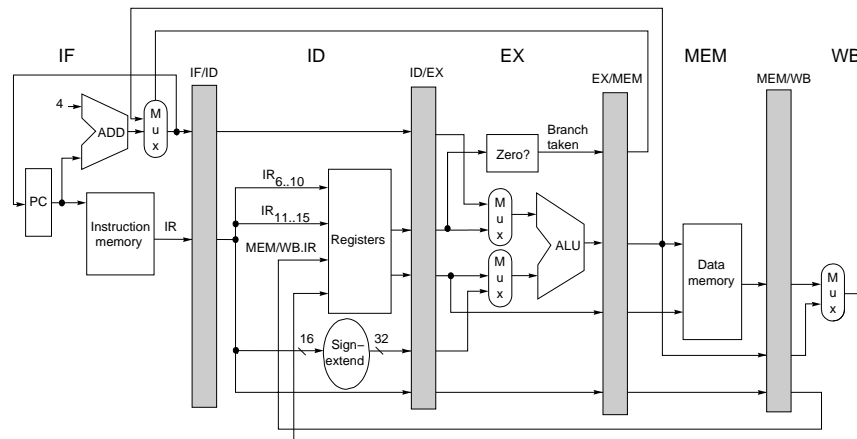 IF
ID
EX
MEM
WB
IF/ID
ID/EX
EX/MEM
MEM/WB
4
ADD
M
u
x
PC
Instruction
memory
IR
IR6..10
IR11..15
MEM/WB.IR
Registers
16
Sign–
extend
32
Zero?
Branch
taken
M
u
x
M
u
x
ALU
Data
memory
M
u
x